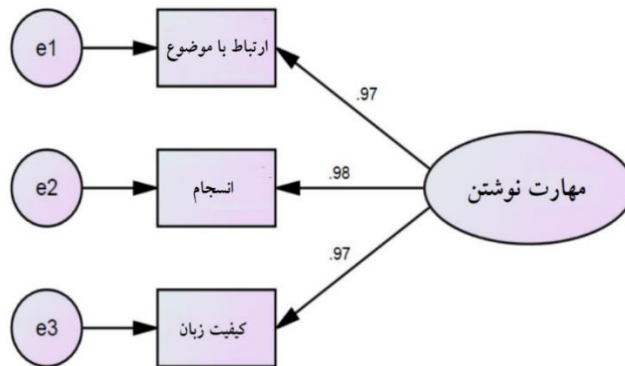 e1
ارتباط با موضوع
.97
e2
انسجام
.98
مهارت نوشتن
.97
e3
کیفیت زبان